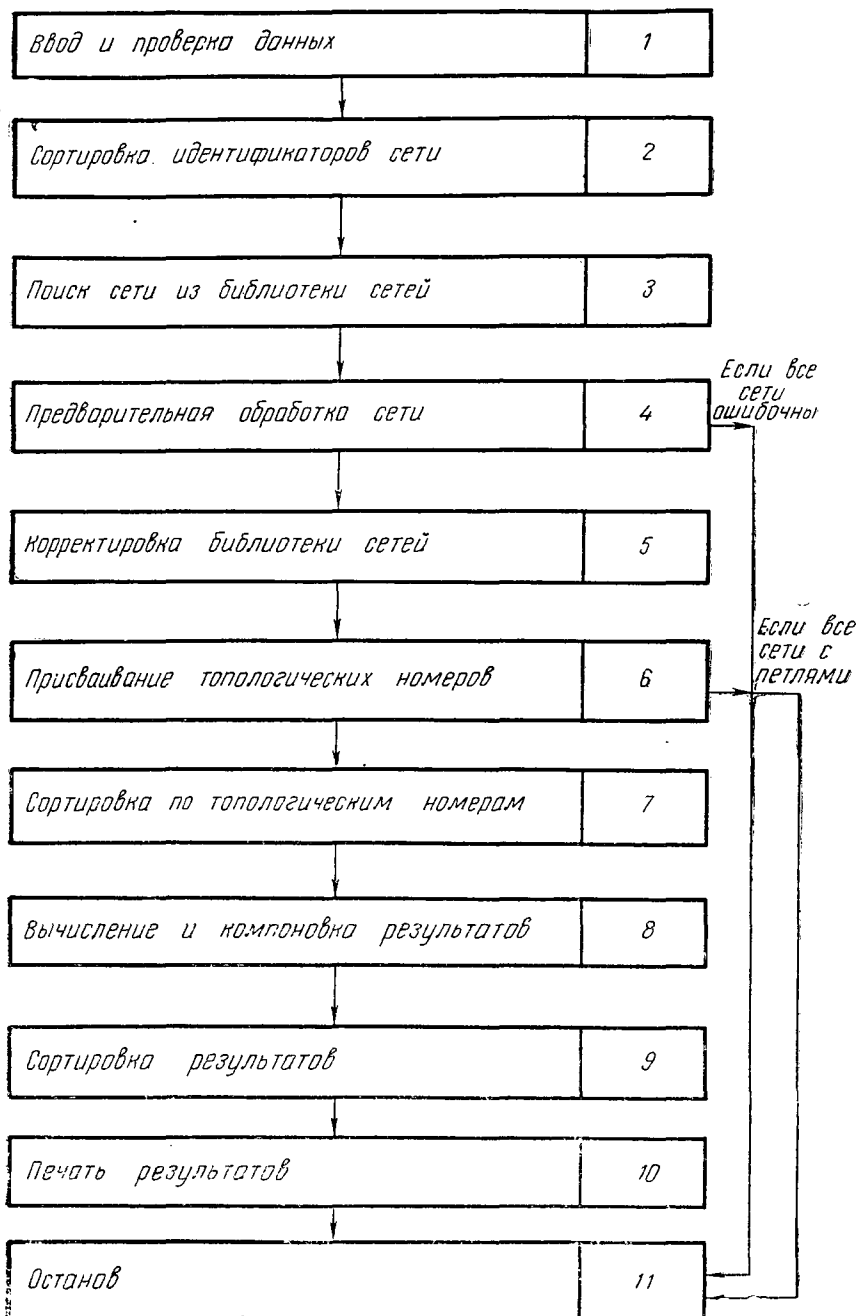 Ввод и проверка данных 1
Сортировка идентификаторов сети 2
Поиск сети из библиотеки сетей 3
Если все
сети
ошибочны
Предварительная обработка сети 4
Корректировка библиотеки сетей 5
Если все
сети с
петлями
Присваивание топологических номеров 6
Сортировка по топологическим номерам 7
Вычисление и компоновка результатов 8
Сортировка результатов 9
Печать результатов 10
Останов 11